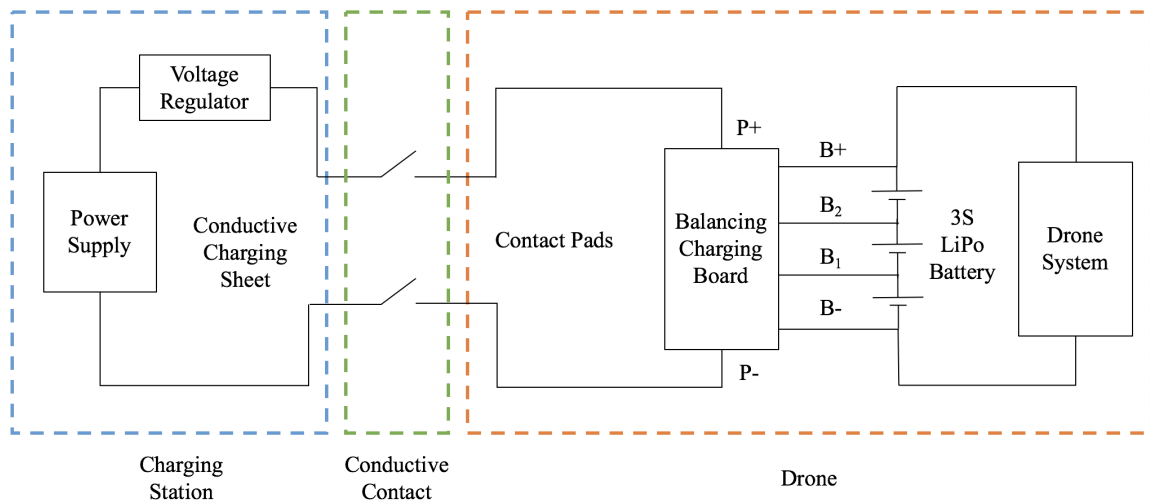 Voltage
Regulator
Power
Supply
Conductive
Charging
Sheet
Contact Pads
P+
Balancing
Charging
Board
P-
B+
B₂
B₁
B-
3S
LiPo
Battery
Drone
System
Charging
Station
Conductive
Contact
Drone